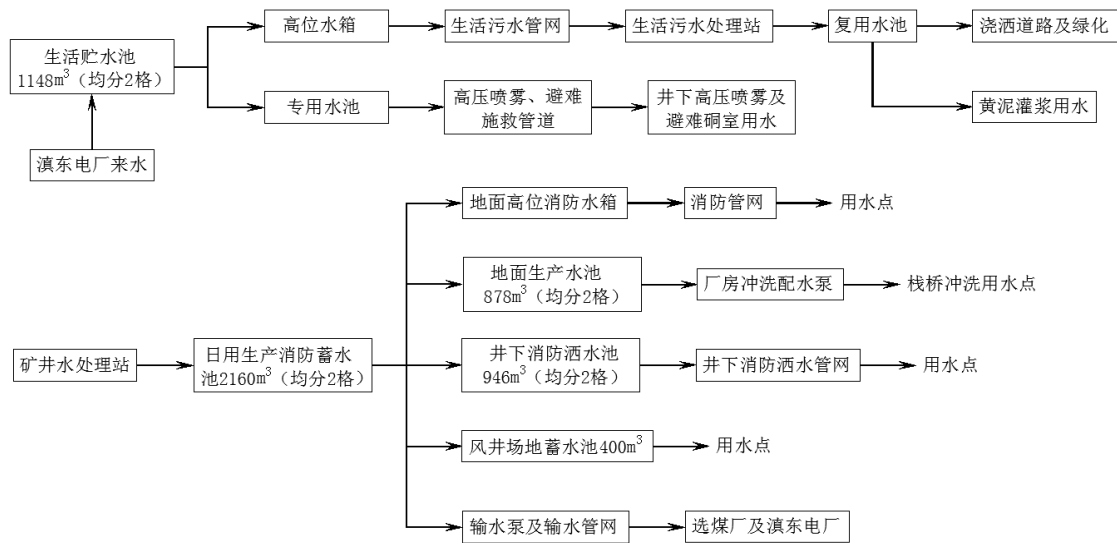 高位水箱
生活污水管网
生活污水处理站
复用水池
浇洒道路及绿化
生活贮水池
1148m³（均分2格）
专用水池
高压喷雾、避难
施救管道
井下高压喷雾及
避难硐室用水
黄泥灌浆用水
滇东电厂来水
地面高位消防水箱
消防管网
用水点
地面生产水池
878m³（均分2格）
厂房冲洗配水泵
栈桥冲洗用水点
矿井水处理站
日用生产消防蓄水
池2160m³（均分2格）
井下消防洒水池
946m³（均分2格）
井下消防洒水管网
用水点
风井场地蓄水池400m³
用水点
输水泵及输水管网
选煤厂及滇东电厂